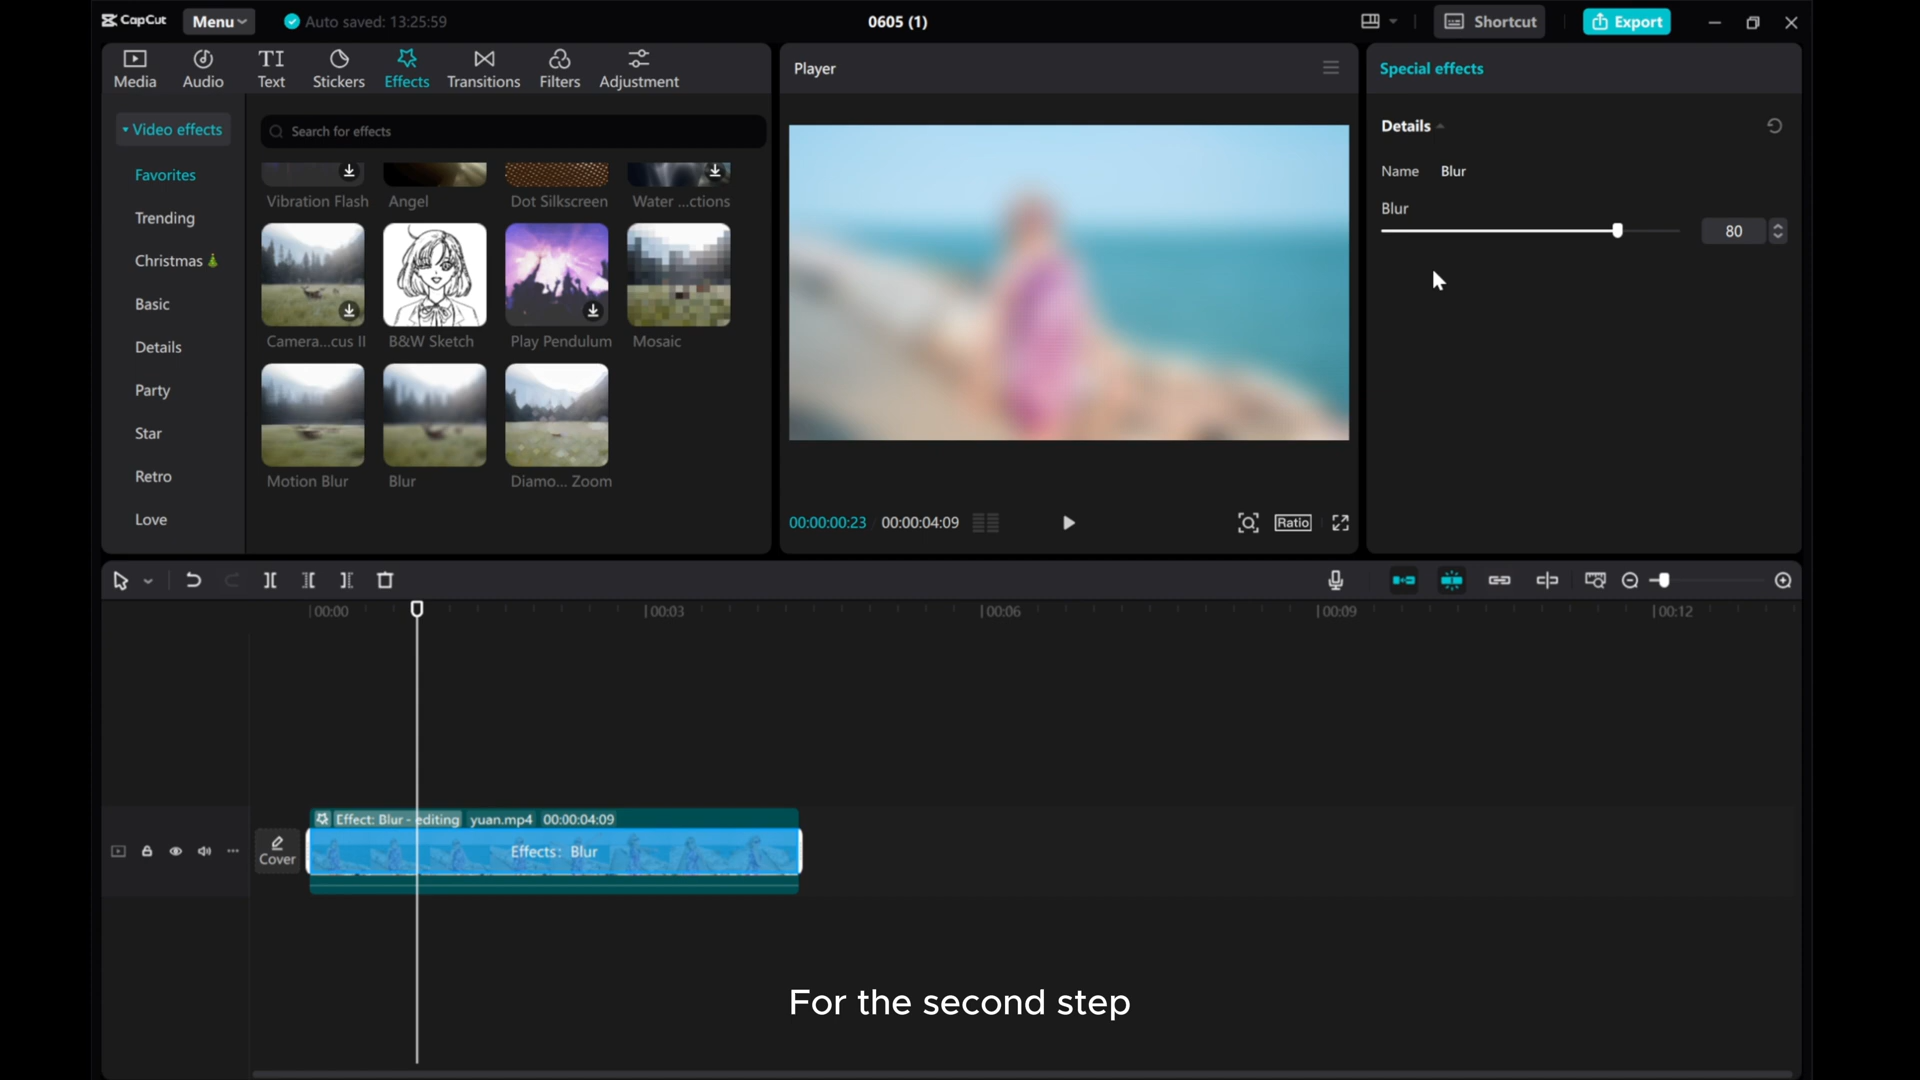 CapCut
Menu
Auto saved: 13:25:59
0605 (1)
Shortcut
Export
Media
Audio
TI
Text
Stickers
Effects
Transitions
Filters
Adjustment
Player
Special effects
Video effects
Search for effects
Favorites
Trending
Christmas
Basic
Details
Party
Star
Retro
Love
Vibration Flash
Angel
Dot Silkscreen
Water ...ctions
Camera...cus II
B&W Sketch
Play Pendulum
Mosaic
Motion Blur
Blur
Diamo... Zoom
00:00:00:23
00:00:04:09
Ratio
Details
Name Blur
Blur
80
00:00
00:03
00:06
00:09
00:12
Cover
Effect: Blur - editing yuan.mp4 00:00:04:09
Effects: Blur
For the second step